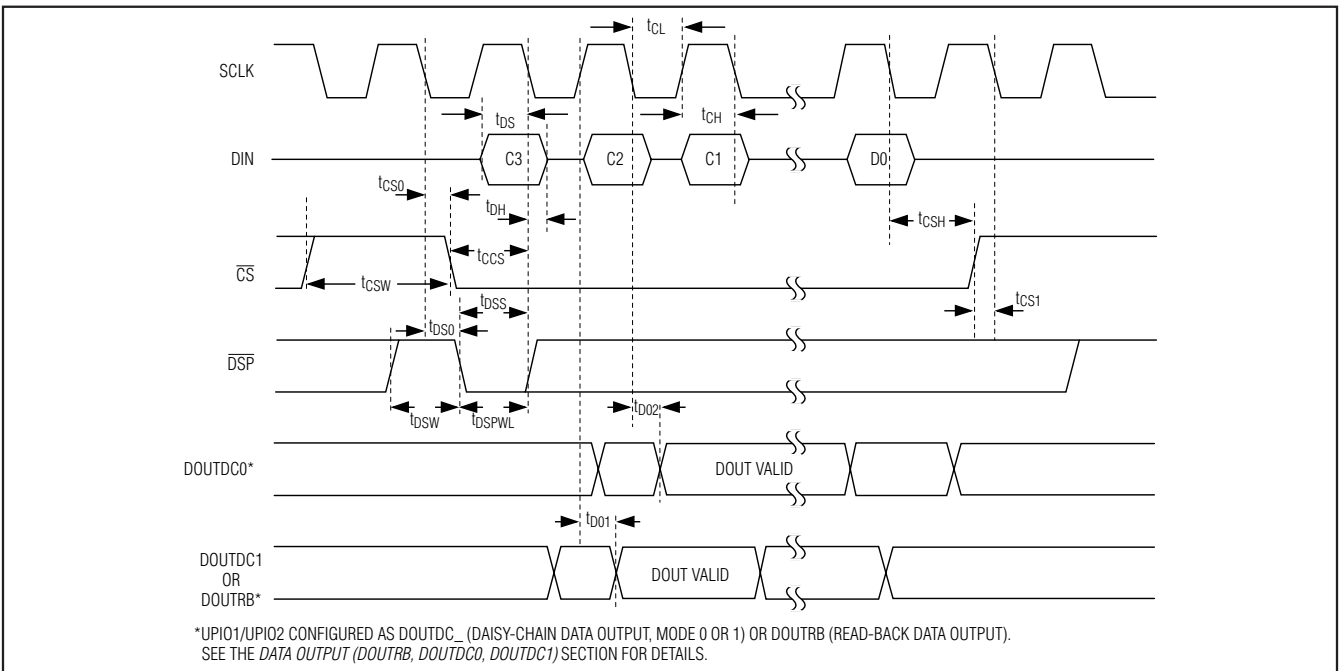 tCL
SCLK
tDS
tCH
DIN
C3
C2
C1
D0
tCS0
tDH
tCSH
tCCS
CS
tCSW
tDSS
tCS1
tDS0
DSP
tDSW
tDSPWL
tD02
DOUTDC0*
DOUT VALID
tD01
DOUTDC1
OR
DOUTRB*
DOUT VALID
*UPIO1/UPIO2 CONFIGURED AS DOUTDC_ (DAISY-CHAIN DATA OUTPUT, MODE 0 OR 1) OR DOUTRB (READ-BACK DATA OUTPUT).
SEE THE DATA OUTPUT (DOUTRB, DOUTDC0, DOUTDC1) SECTION FOR DETAILS.